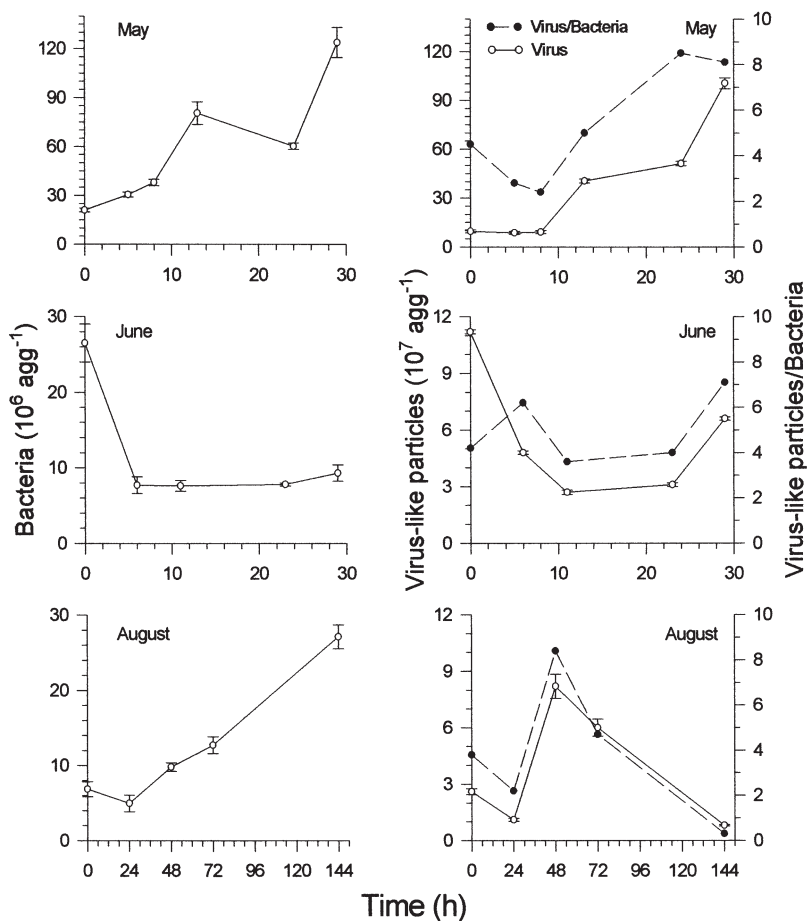 May
120
90
60
30
0
0 10 20 30
Virus/Bacteria
Virus
May
120
90
60
30
0
10
8
6
4
2
0
0 10 20 30
June
30
20
10
0
0 11 23 30
June
12
9
6
3
0
10
8
6
4
2
0
0 10 20 30
August
30
20
10
0
0 24 48 72 96 120 144
August
12
9
6
3
0
10
8
6
4
2
0
0 24 48 72 96 120 144
Bacteria (10⁶ agg⁻¹)
Virus-like particles (10⁷ agg⁻¹)
Virus-like particles/Bacteria
Time (h)